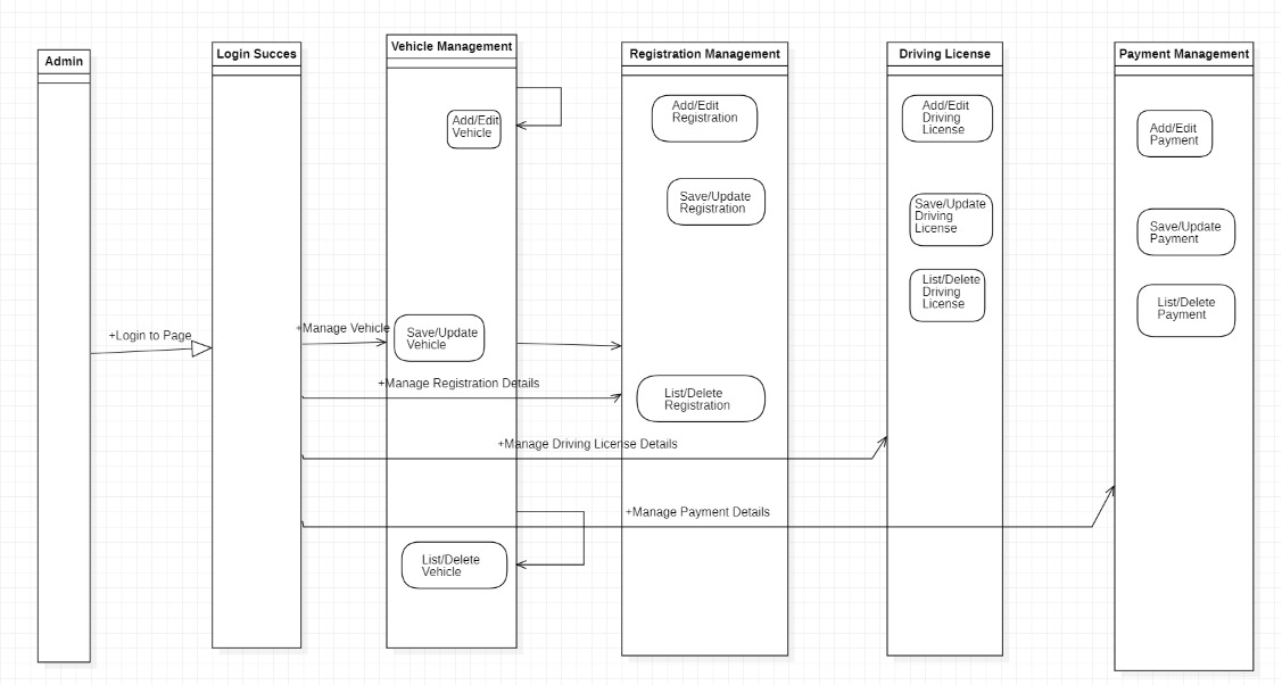 Admin
Login Succes
Vehicle Management
Registration Management
Driving License
Payment Management
Add/Edit
Vehicle
Add/Edit
Registration
Add/Edit
Driving
License
Add/Edit
Payment
Save/Update
Registration
Save/Update
Driving
License
Save/Update
Payment
List/Delete
Driving
License
List/Delete
Payment
+Login to Page
+Manage Vehicle
Save/Update
Vehicle
+Manage Registration Details
List/Delete
Registration
+Manage Driving License Details
+Manage Payment Details
List/Delete
Vehicle